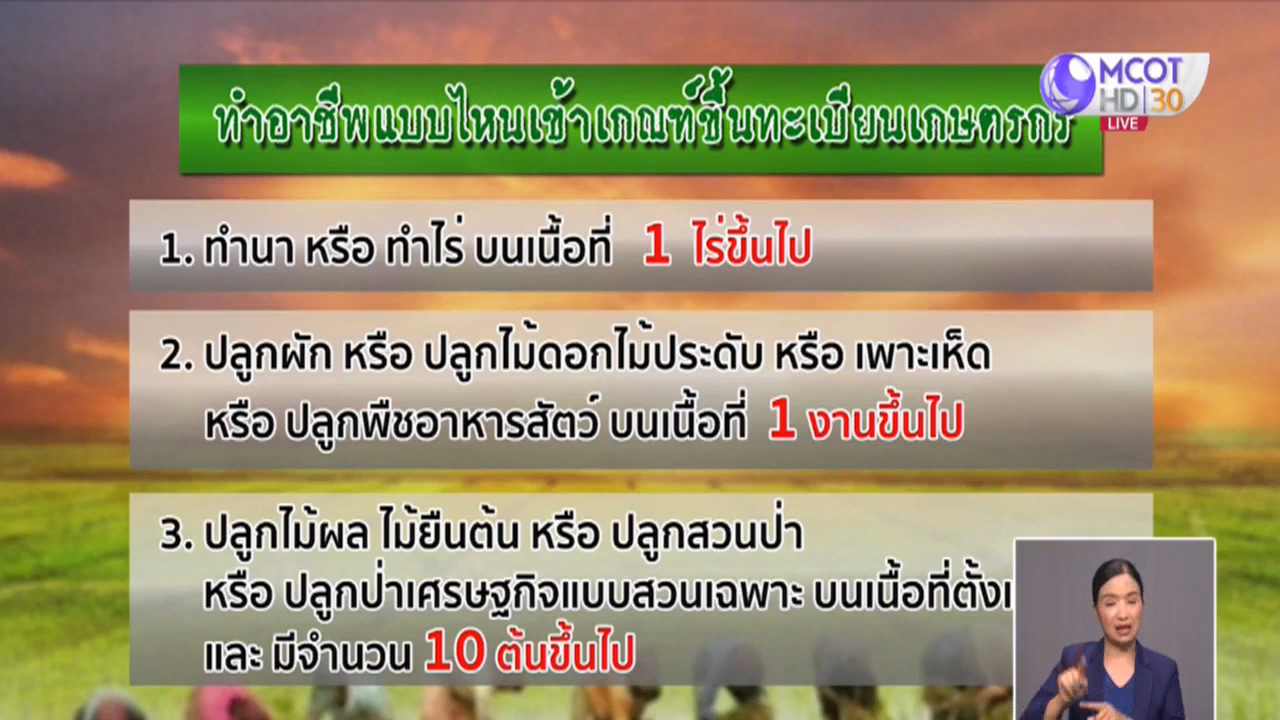 ทำอาชีพแบบไหนเข้าเกณฑ์ขึ้นทะเบียนเกษตรกร
MCOT
HD 30
LIVE
1. ทำนา หรือ ทำไร่ บนเนื้อที่ 1 ไร่ขึ้นไป
2. ปลูกผัก หรือ ปลูกไม้ดอกไม้ประดับ หรือ เพาะเห็ด
หรือ ปลูกพืชอาหารสัตว์ บนเนื้อที่ 1 งานขึ้นไป
3. ปลูกไม้ผล ไม้ยืนต้น หรือ ปลูกสวนป่า
หรือ ปลูกป่าเศรษฐกิจแบบสวนเฉพาะ บนเนื้อที่
และ มีจำนวน 10 ต้นขึ้นไป